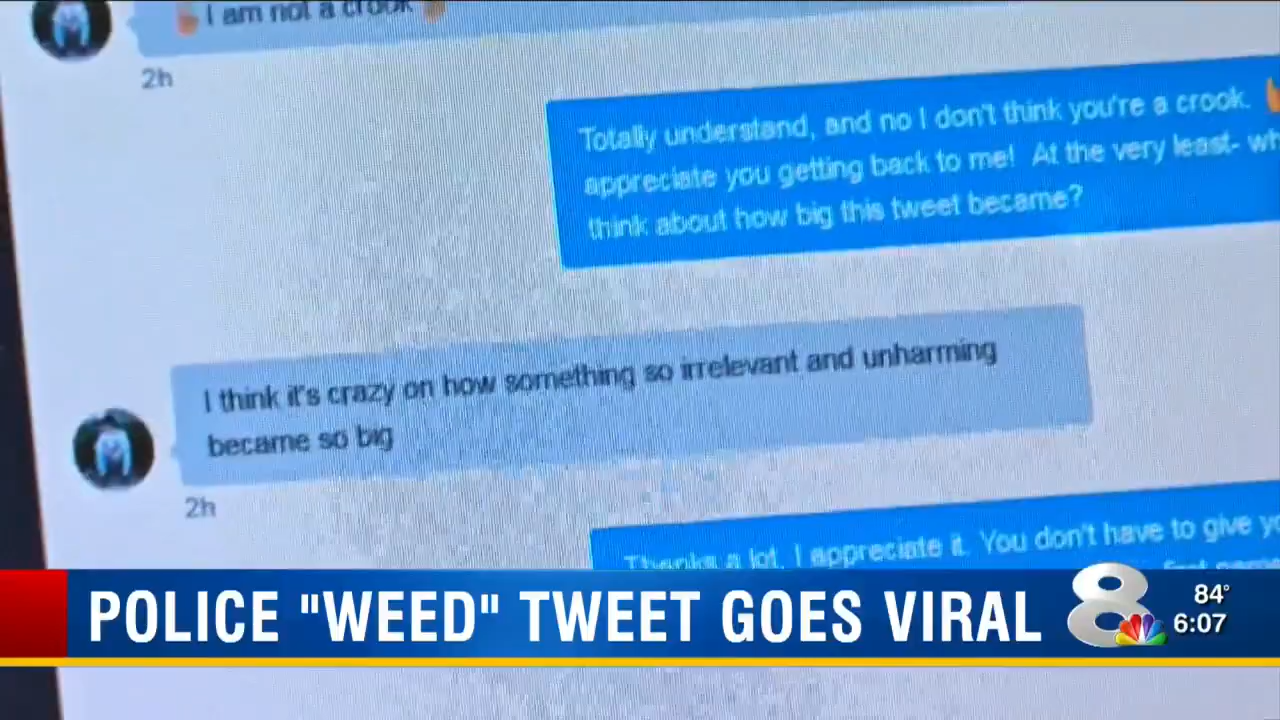 I am not a crook
2h
Totally understand, and no I don't think you're a crook.
appreciate you getting back to me! At the very least- wh
think about how big this tweet became?
I think it's crazy on how something so irrelevant and unharming
became so big
2h
Thanks a lot, I appreciate it. You don't have to give yo
POLICE "WEED" TWEET GOES VIRAL
8
84°
6:07